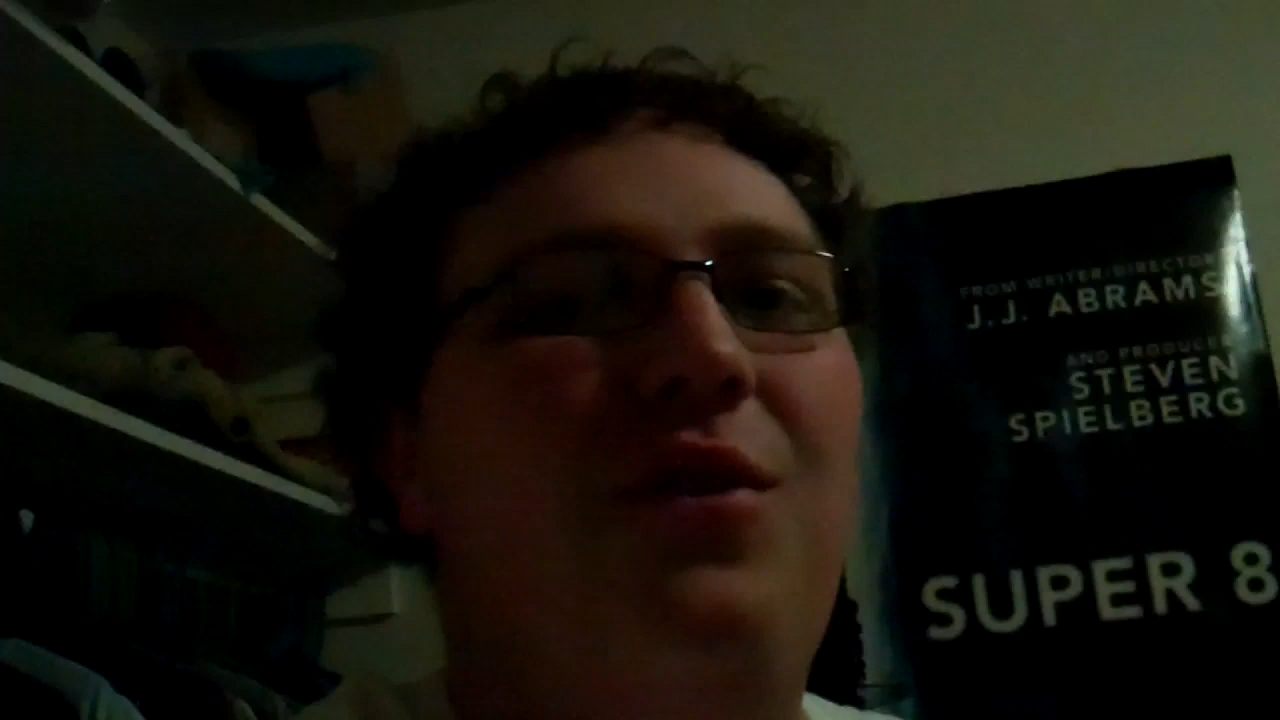 FROM WRITER/DIRECTOR
J.J. ABRAMS
AND PRODUCER
STEVEN
SPIELBERG
SUPER 8